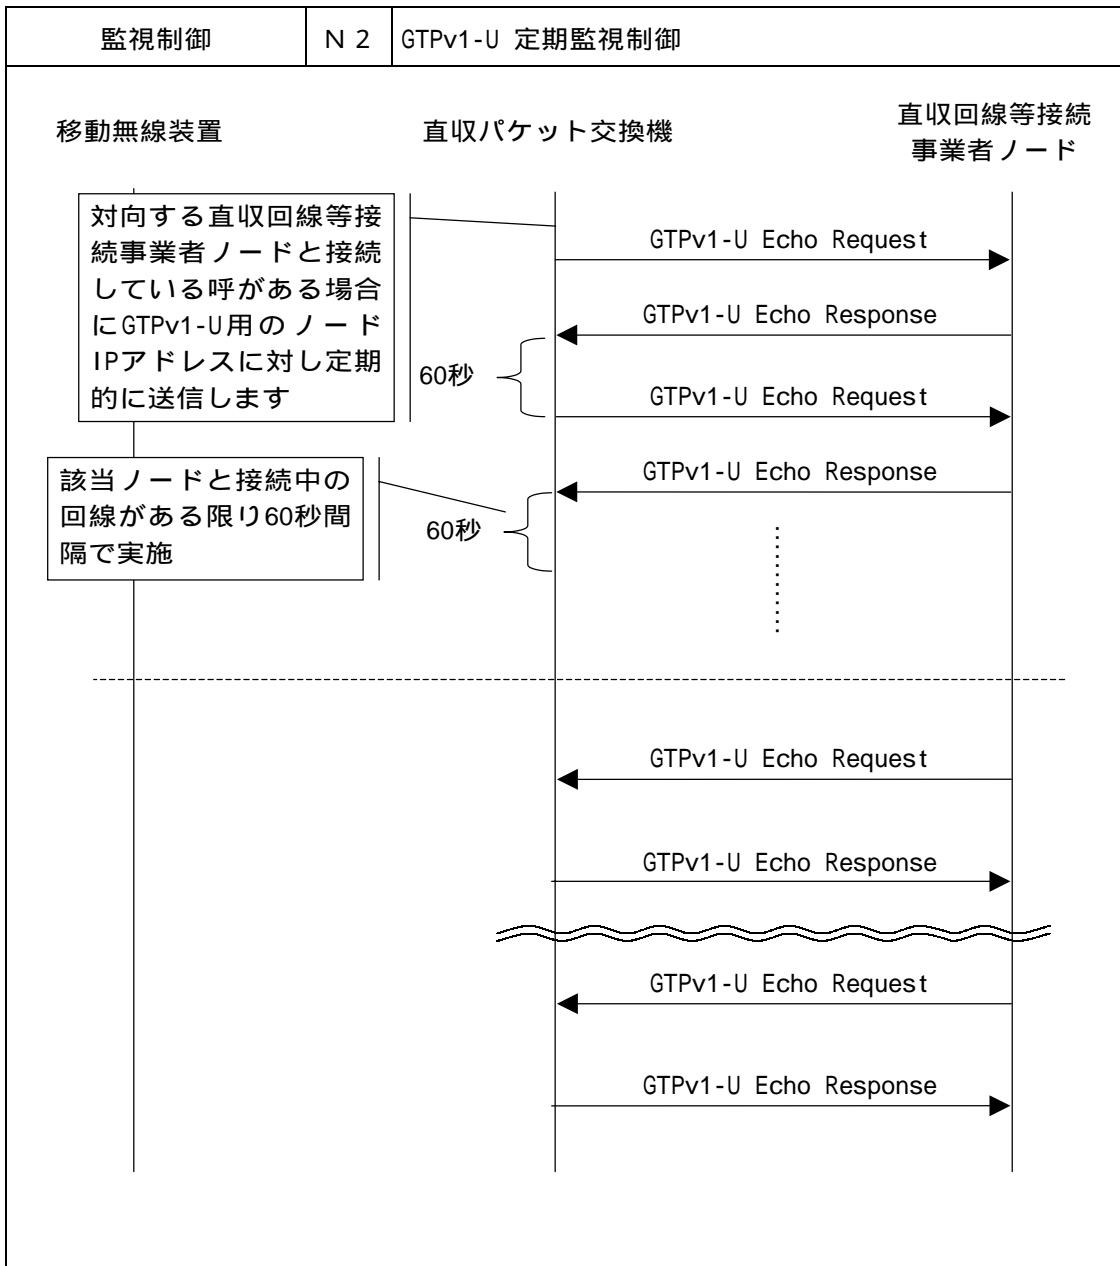 監視制御
N 2
GTPv1-U 定期監視制御
移動無線装置
直収パケット交換機
直収回線等接続
事業者ノード
対向する直収回線等接
続事業者ノードと接続
している呼がある場合
にGTPv1-U用のノード
IPアドレスに対し定期
的に送信します
GTPv1-U Echo Request
GTPv1-U Echo Response
60秒
GTPv1-U Echo Request
該当ノードと接続中の
回線がある限り60秒間
隔で実施
GTPv1-U Echo Response
60秒
GTPv1-U Echo Request
GTPv1-U Echo Response
GTPv1-U Echo Request
GTPv1-U Echo Response